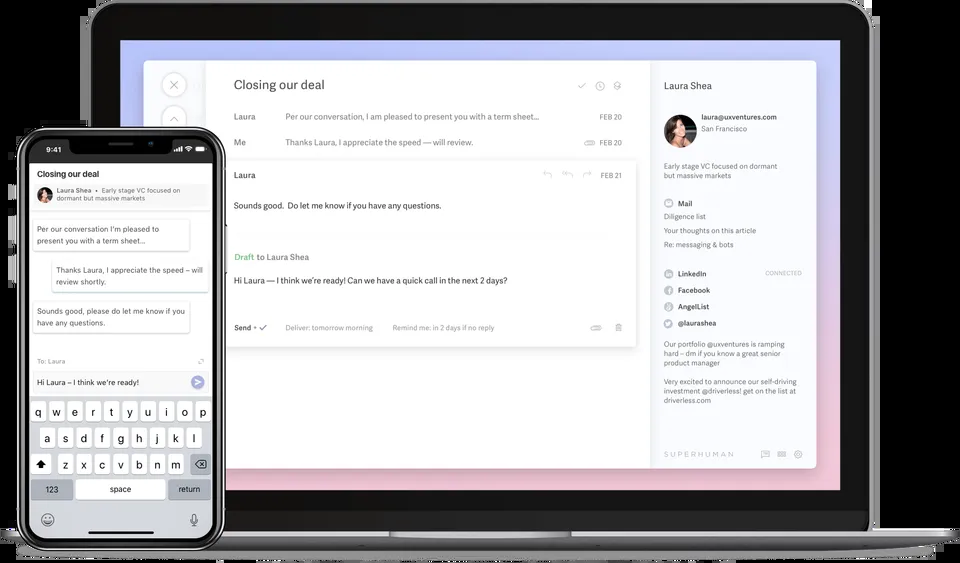 Closing our deal
Laura
Per our conversation, I am pleased to present you with a term sheet...
FEB 20
Me
Thanks Laura, I appreciate the speed — will review.
FEB 20
Laura
FEB 21
Sounds good. Do let me know if you have any questions.
Draft to Laura Shea
Hi Laura — I think we're ready! Can we have a quick call in the next 2 days?
Send +
Deliver: tomorrow morning
Remind me: in 2 days if no reply
Laura Shea
laura@uxventures.com
San Francisco
Early stage VC focused on dormant
but massive markets
Mail
Diligence list
Your thoughts on this article
Re: messaging & bots
LinkedIn
CONNECTED
Facebook
AngelList
@laurashea
Our portfolio @uxventures is ramping
hard – dm if you know a great senior
product manager
Very excited to announce our self-driving
investment @driverless! get on the list at
driverless.com
SUPERHUMAN
9:41
Closing our deal
Laura Shea • Early stage VC focused on
dormant but massive markets
Per our conversation I'm pleased to
present you with a term sheet...
Thanks Laura, I appreciate the speed – will
review shortly.
Sounds good, please do let me know if you
have any questions.
To: Laura
Hi Laura – I think we're ready!
q w e r t y u i o p
a s d f g h j k l
z x c v b n m
123 space return